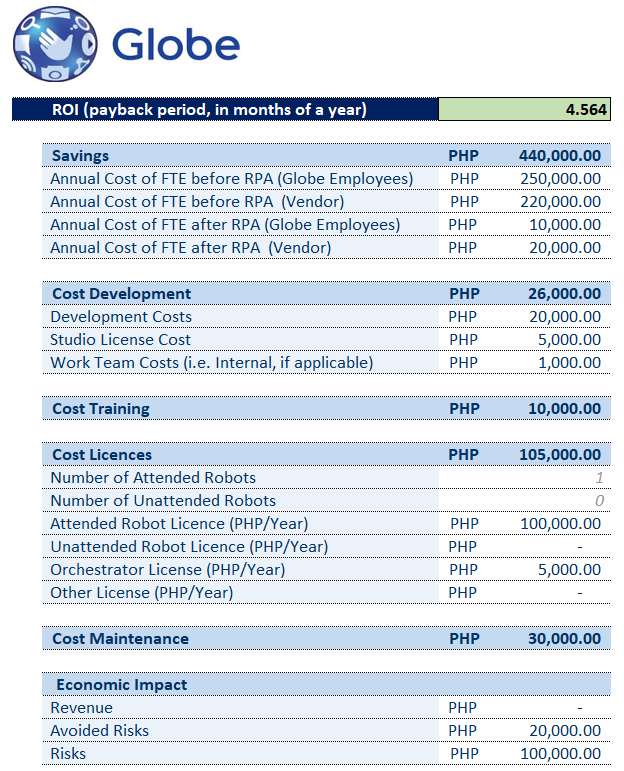 Globe
ROI (payback period, in months of a year) 4.564
Savings PHP 440,000.00
Annual Cost of FTE before RPA (Globe Employees) PHP 250,000.00
Annual Cost of FTE before RPA (Vendor) PHP 220,000.00
Annual Cost of FTE after RPA (Globe Employees) PHP 10,000.00
Annual Cost of FTE after RPA (Vendor) PHP 20,000.00
Cost Development PHP 26,000.00
Development Costs PHP 20,000.00
Studio License Cost PHP 5,000.00
Work Team Costs (i.e. Internal, if applicable) PHP 1,000.00
Cost Training PHP 10,000.00
Cost Licences PHP 105,000.00
Number of Attended Robots 1
Number of Unattended Robots 0
Attended Robot Licence (PHP/Year) PHP 100,000.00
Unattended Robot Licence (PHP/Year) PHP -
Orchestrator License (PHP/Year) PHP 5,000.00
Other License (PHP/Year) PHP -
Cost Maintenance PHP 30,000.00
Economic Impact
Revenue PHP -
Avoided Risks PHP 20,000.00
Risks PHP 100,000.00